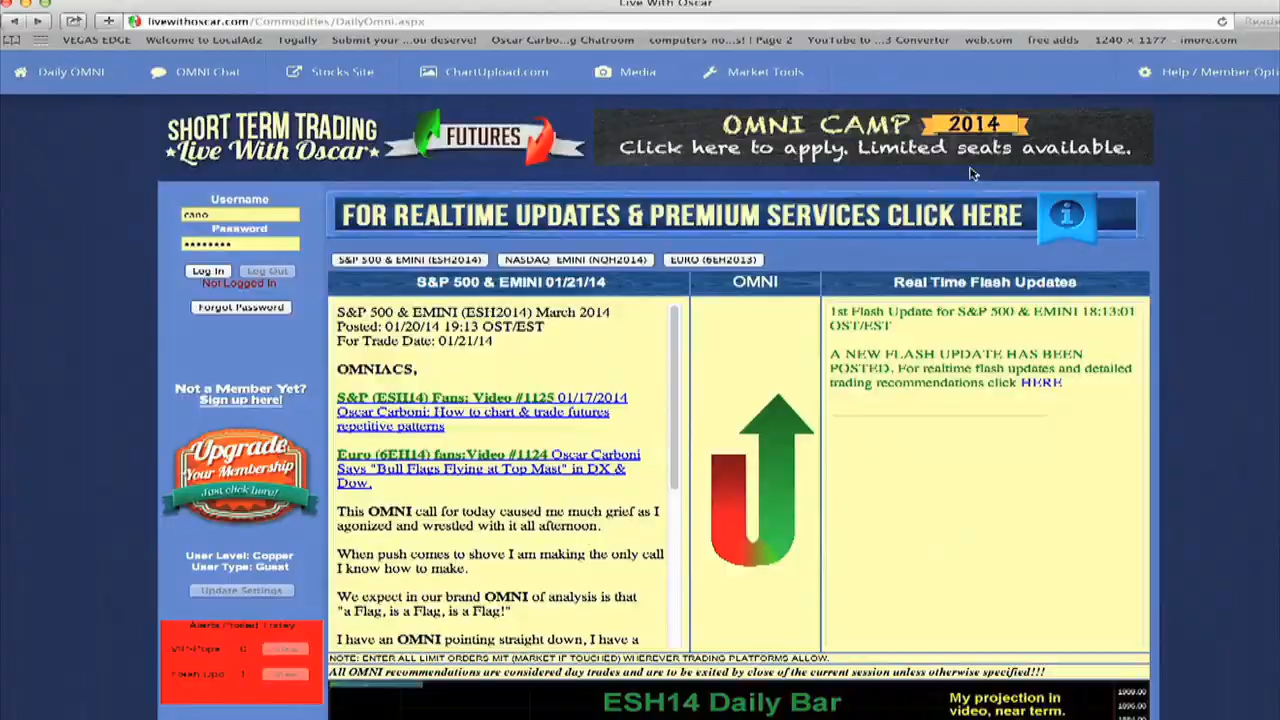 Live With Oscar
livewithoscar.com/Commodities/DailyOmni.aspx
VEGAS EDGE Welcome to LocalAdz Togally Submit your ...ou deserve! Oscar Carbo...g Chatroom computers no...s! | Page 2 YouTube to ...3 Converter web.com free adds 1240 × 1177 - imore.com
Daily OMNI OMNI Chat Stocks Site ChartUpload.com Media Market Tools Help / Member Opti
SHORT TERM TRADING
Live With Oscar
FUTURES
OMNI CAMP 2014
Click here to apply. Limited seats available.
Username
cano
Password
Log In Log Out
Not Logged In
Forgot Password
Not a Member Yet?
Sign up here!
Upgrade
Your Membership
Just click here!
User Level: Copper
User Type: Guest
Update Settings
FOR REALTIME UPDATES & PREMIUM SERVICES CLICK HERE
S&P 500 & EMINI (ESH2014) NASDAQ EMINI (NQH2014) EURO (6EH2013)
S&P 500 & EMINI 01/21/14
S&P 500 & EMINI (ESH2014) March 2014
Posted: 01/20/14 19:13 OST/EST
For Trade Date: 01/21/14
OMNIACS,
S&P (ESH14) Fans: Video #1125 01/17/2014
Oscar Carboni: How to chart & trade futures
repetitive patterns
Euro (6EH14) fans:Video #1124 Oscar Carboni
Says "Bull Flags Flying at Top Mast" in DX &
Dow.
This OMNI call for today caused me much grief as I
agonized and wrestled with it all afternoon.
When push comes to shove I am making the only call
I know how to make.
We expect in our brand OMNI of analysis is that
"a Flag, is a Flag, is a Flag!"
I have an OMNI pointing straight down, I have a
OMNI
Real Time Flash Updates
1st Flash Update for S&P 500 & EMINI 18:13:01
OST/EST
A NEW FLASH UPDATE HAS BEEN
POSTED. For realtime flash updates and detailed
trading recommendations click HERE
NOTE: ENTER ALL LIMIT ORDERS MIT (MARKET IF TOUCHED) WHEREVER TRADING PLATFORMS ALLOW.
All OMNI recommendations are considered day trades and are to be exited by close of the current session unless otherwise specified!!!
ESH14 Daily Bar
My projection in
video, near term.